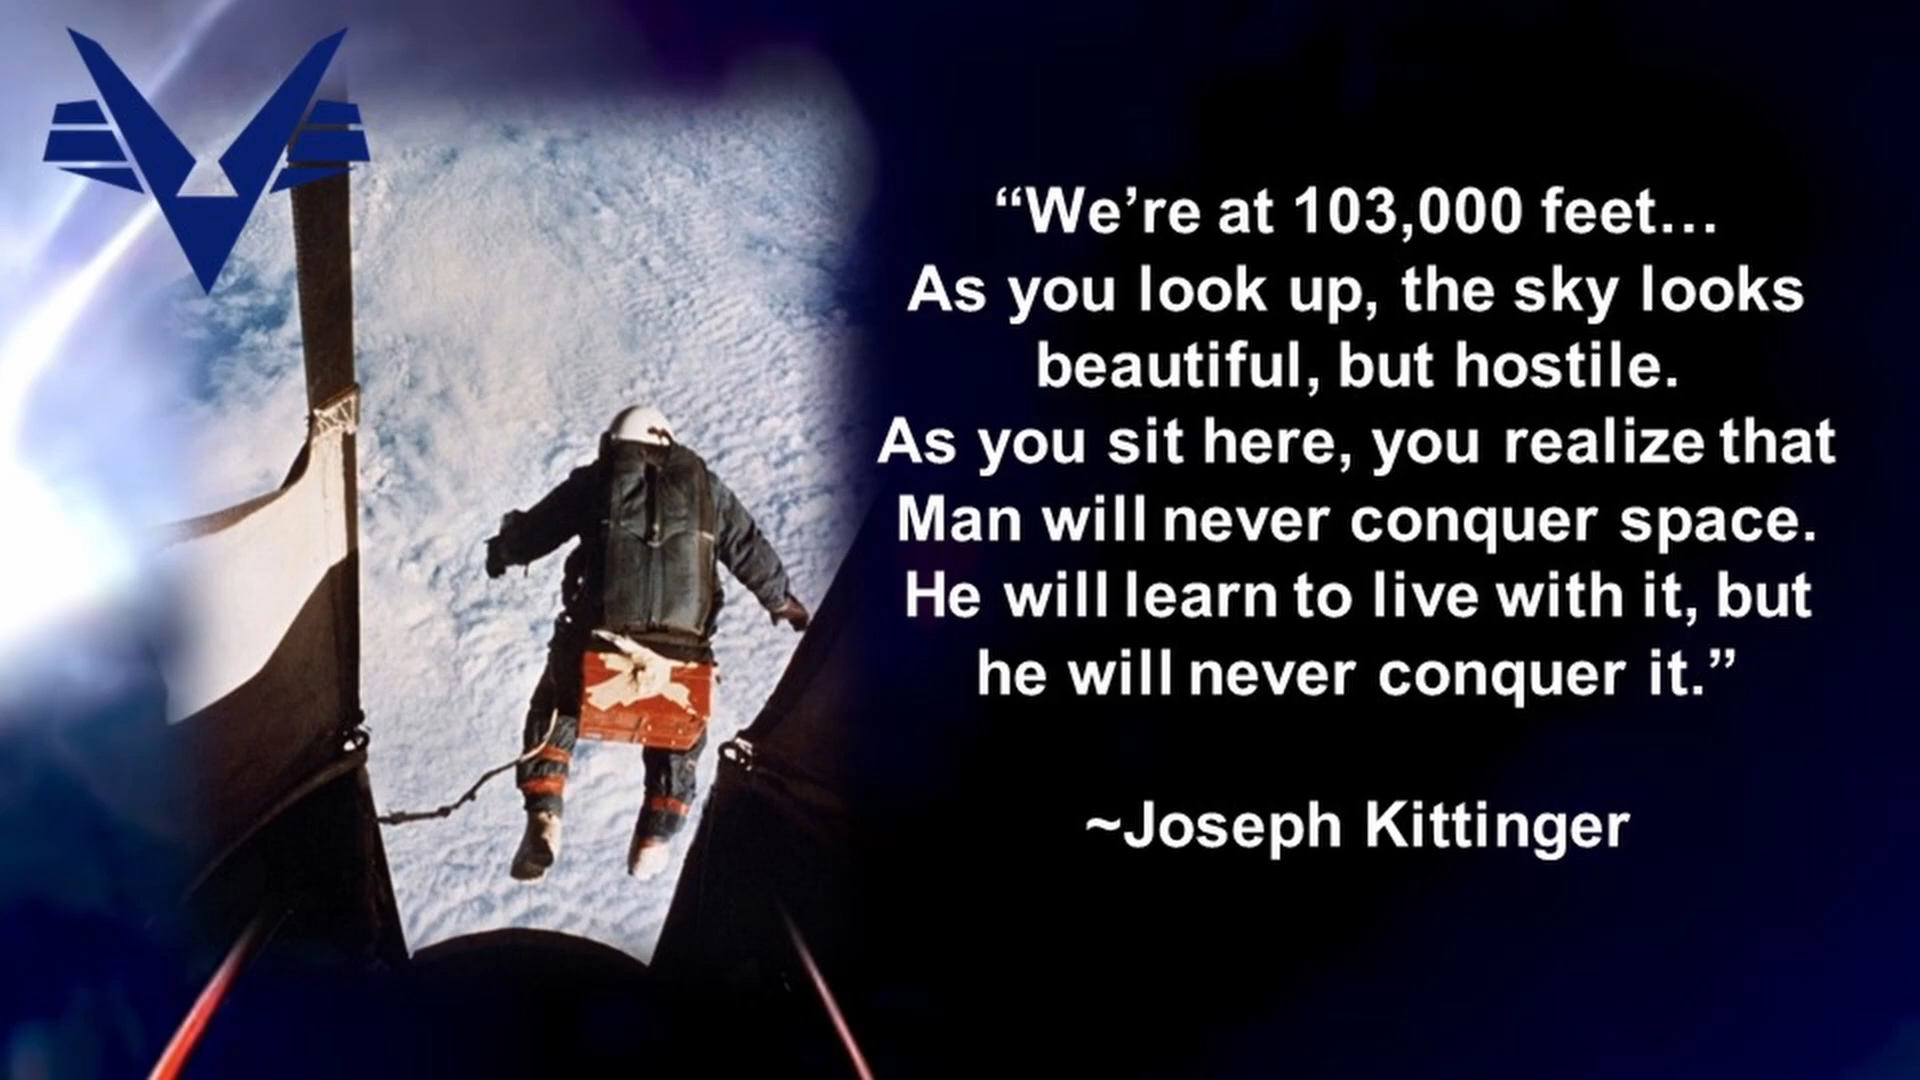 “We’re at 103,000 feet…
As you look up, the sky looks
beautiful, but hostile.
As you sit here, you realize that
Man will never conquer space.
He will learn to live with it, but
he will never conquer it.”
~Joseph Kittinger